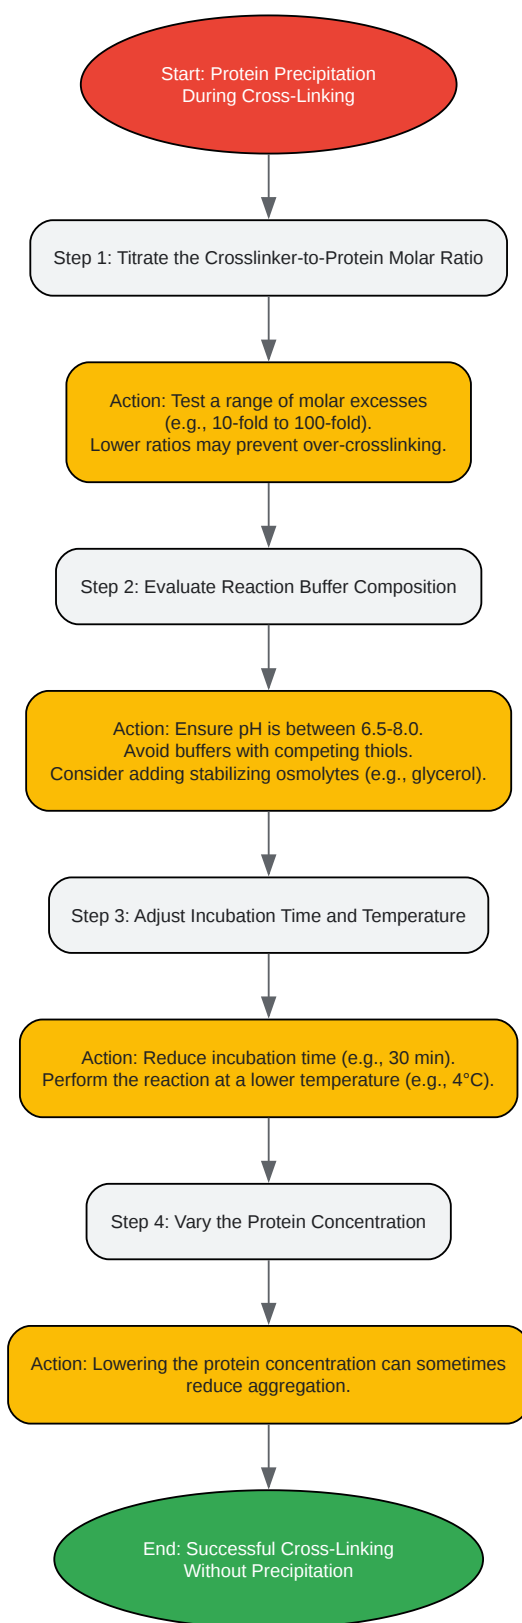 Start: Protein Precipitation
During Cross-Linking
Step 1: Titrate the Crosslinker-to-Protein Molar Ratio
Action: Test a range of molar excesses
(e.g., 10-fold to 100-fold).
Lower ratios may prevent over-crosslinking.
Step 2: Evaluate Reaction Buffer Composition
Action: Ensure pH is between 6.5-8.0.
Avoid buffers with competing thiols.
Consider adding stabilizing osmolytes (e.g., glycerol).
Step 3: Adjust Incubation Time and Temperature
Action: Reduce incubation time (e.g., 30 min).
Perform the reaction at a lower temperature (e.g., 4°C).
Step 4: Vary the Protein Concentration
Action: Lowering the protein concentration can sometimes
reduce aggregation.
End: Successful Cross-Linking
Without Precipitation